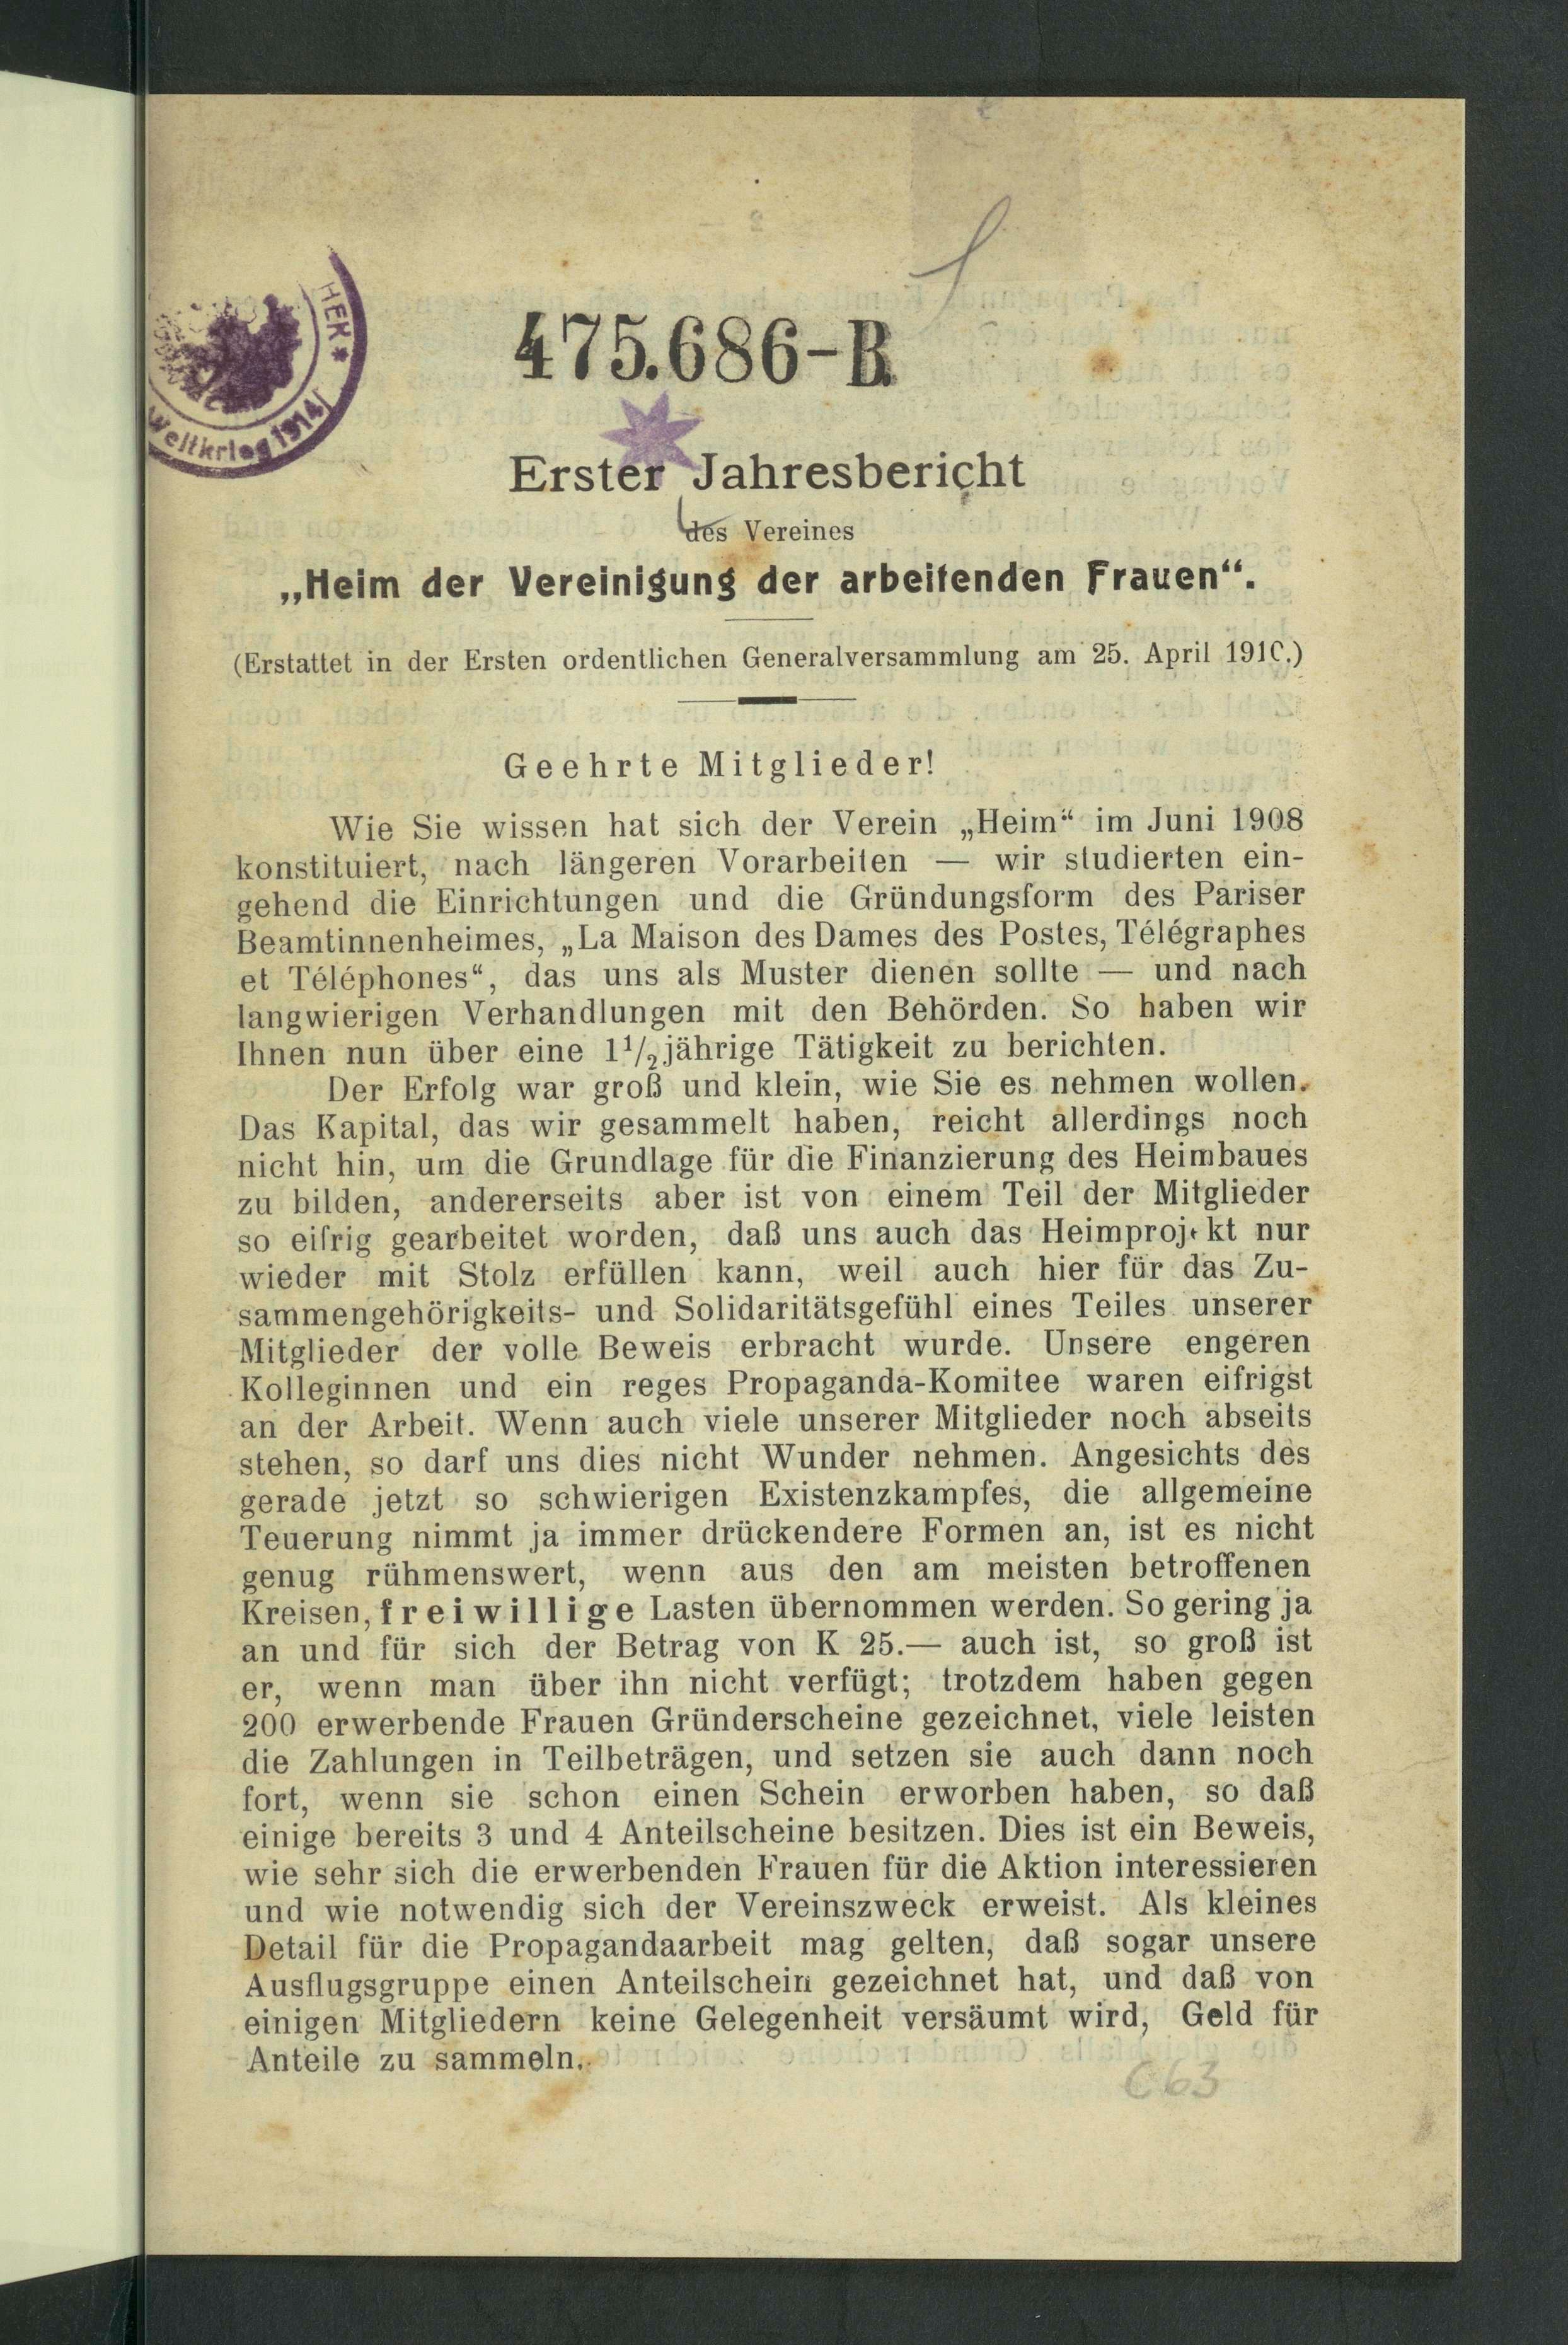 HEK *
Weltkrieg 1914
475.686-B.
Erster Jahresbericht
des Vereines
„Heim der Vereinigung der arbeitenden Frauen“.
(Erstattet in der Ersten ordentlichen Generalversammlung am 25. April 1910.)
Geehrte Mitglieder!
Wie Sie wissen hat sich der Verein „Heim“ im Juni 1908
konstituiert, nach längeren Vorarbeiten — wir studierten ein-
gehend die Einrichtungen und die Gründungsform des Pariser
Beamtinnenheimes, „La Maison des Dames des Postes, Télégraphes
et Téléphones“, das uns als Muster dienen sollte — und nach
langwierigen Verhandlungen mit den Behörden. So haben wir
Ihnen nun über eine 1½jährige Tätigkeit zu berichten.
Der Erfolg war groß und klein, wie Sie es nehmen wollen.
Das Kapital, das wir gesammelt haben, reicht allerdings noch
nicht hin, um die Grundlage für die Finanzierung des Heimbaues
zu bilden, andererseits aber ist von einem Teil der Mitglieder
so eifrig gearbeitet worden, daß uns auch das Heimprojekt nur
wieder mit Stolz erfüllen kann, weil auch hier für das Zu-
sammengehörigkeits- und Solidaritätsgefühl eines Teiles unserer
Mitglieder der volle Beweis erbracht wurde. Unsere engeren
Kolleginnen und ein reges Propaganda-Komitee waren eifrigst
an der Arbeit. Wenn auch viele unserer Mitglieder noch abseits
stehen, so darf uns dies nicht Wunder nehmen. Angesichts des
gerade jetzt so schwierigen Existenzkampfes, die allgemeine
Teuerung nimmt ja immer drückendere Formen an, ist es nicht
genug rühmenswert, wenn aus den am meisten betroffenen
Kreisen, freiwillige Lasten übernommen werden. So gering ja
an und für sich der Betrag von K 25.— auch ist, so groß ist
er, wenn man über ihn nicht verfügt; trotzdem haben gegen
200 erwerbende Frauen Gründerscheine gezeichnet, viele leisten
die Zahlungen in Teilbeträgen, und setzen sie auch dann noch
fort, wenn sie schon einen Schein erworben haben, so daß
einige bereits 3 und 4 Anteilscheine besitzen. Dies ist ein Beweis,
wie sehr sich die erwerbenden Frauen für die Aktion interessieren
und wie notwendig sich der Vereinszweck erweist. Als kleines
Detail für die Propagandaarbeit mag gelten, daß sogar unsere
Ausflugsgruppe einen Anteilschein gezeichnet hat, und daß von
einigen Mitgliedern keine Gelegenheit versäumt wird, Geld für
Anteile zu sammeln.
C63